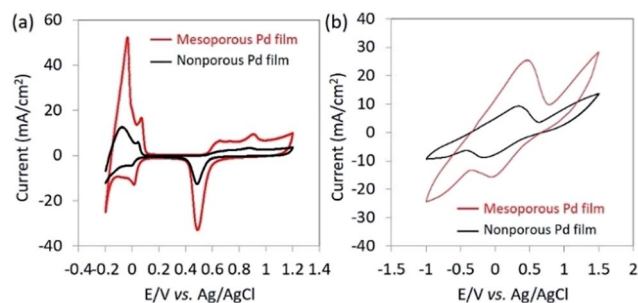 (a)
60
40
20
0
-20
-40
Current (mA/cm²)
Mesoporous Pd film
Nonporous Pd film
-0.4-0.2 0 0.2 0.4 0.6 0.8 1 1.2 1.4
E/V vs. Ag/AgCl
(b)
40
30
20
10
0
-10
-20
-30
-40
Current (mA/cm²)
Mesoporous Pd film
Nonporous Pd film
-1 -0.5 0 0.5 1 1.5 2
E/V vs. Ag/AgCl